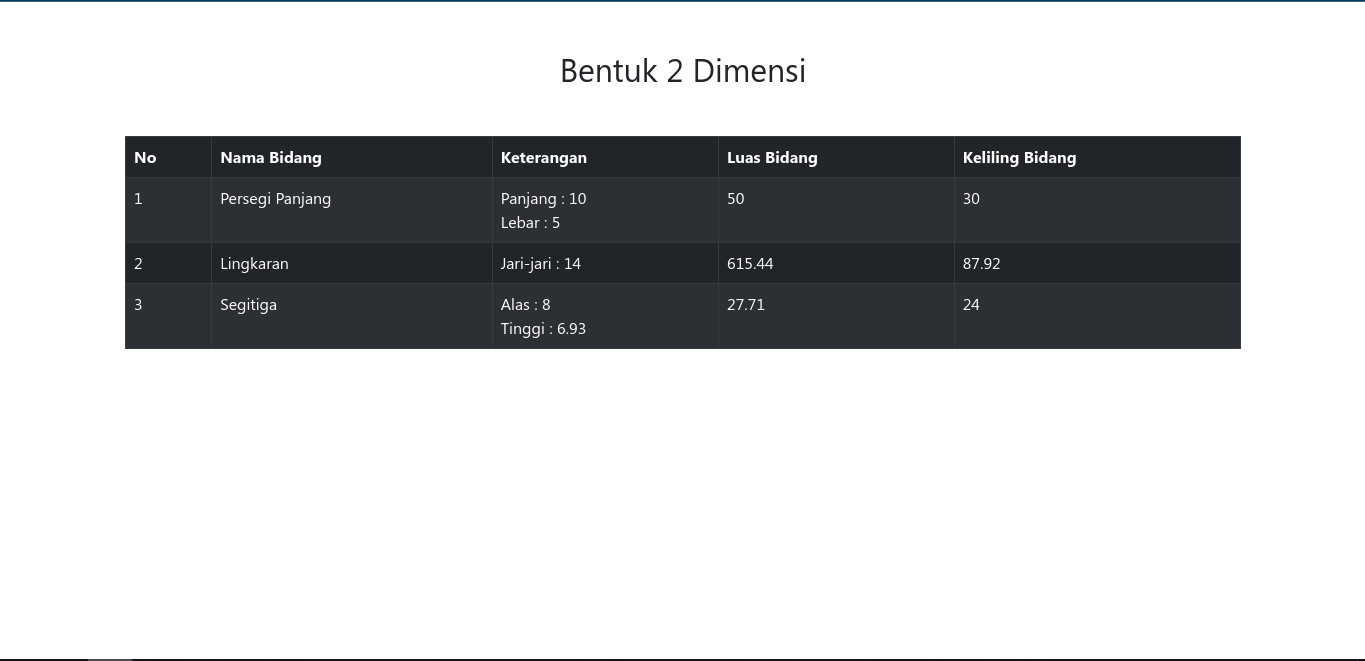 Bentuk 2 Dimensi
No Nama Bidang Keterangan Luas Bidang Keliling Bidang
1 Persegi Panjang Panjang : 10 50 30
Lebar : 5
2 Lingkaran Jari-jari : 14 615.44 87.92
3 Segitiga Alas : 8 27.71 24
Tinggi : 6.93